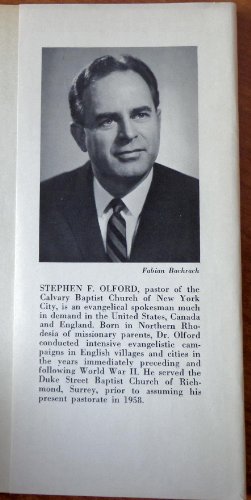 Fabian Bachrach
STEPHEN F. OLFORD, pastor of the
Calvary Baptist Church of New York
City, is an evangelical spokesman much
in demand in the United States, Canada
and England. Born in Northern Rho-
desia of missionary parents, Dr. Olford
conducted intensive evangelistic cam-
paigns in English villages and cities in
the years immediately preceding and
following World War II. He served the
Duke Street Baptist Church of Rich-
mond, Surrey, prior to assuming his
present pastorate in 1958.